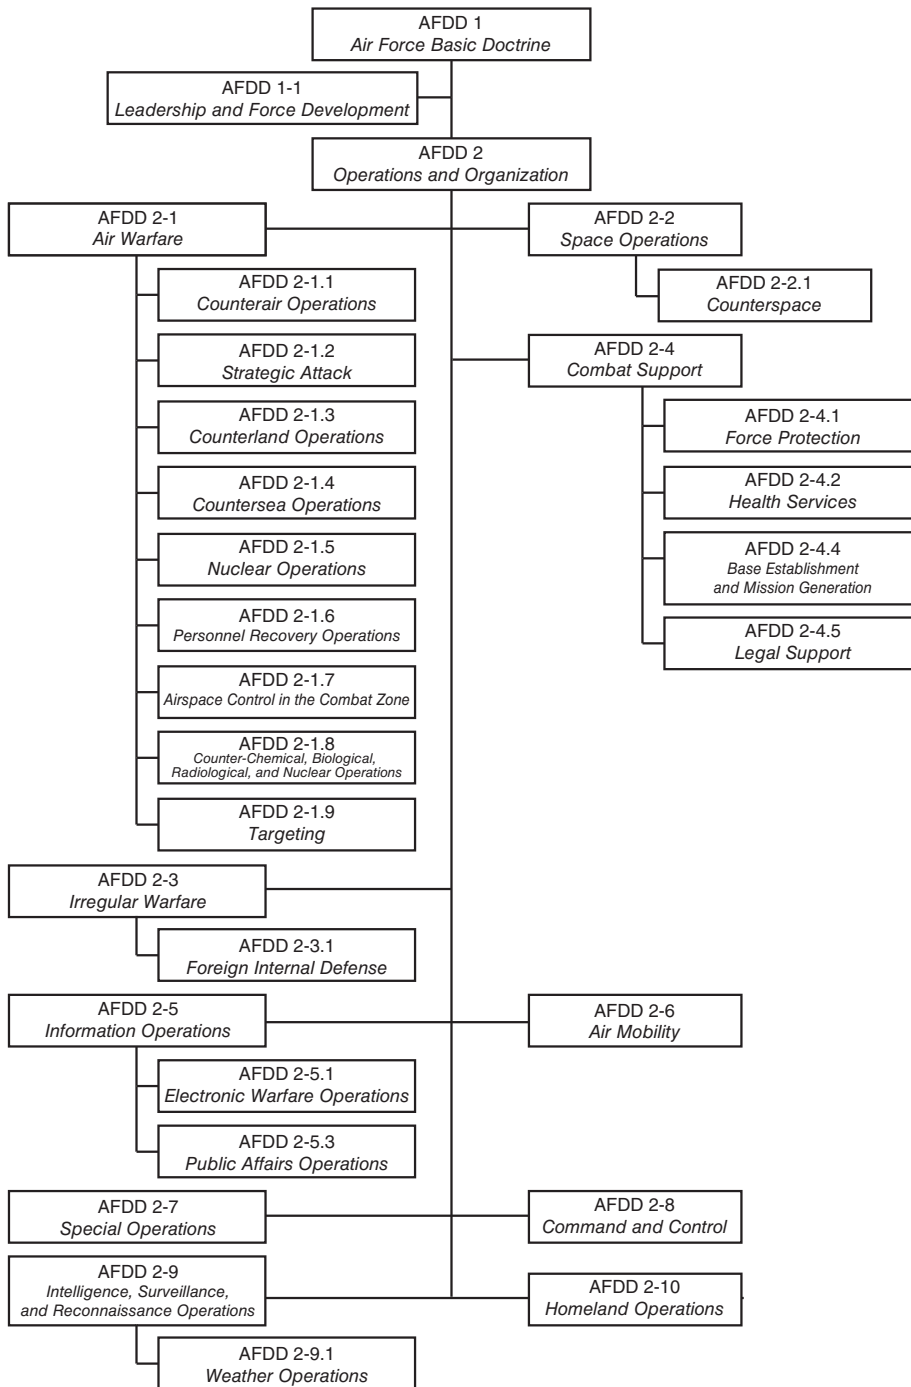 AFDD 1
Air Force Basic Doctrine
AFDD 1-1
Leadership and Force Development
AFDD 2
Operations and Organization
AFDD 2-1
Air Warfare
AFDD 2-2
Space Operations
AFDD 2-1.1
Counterair Operations
AFDD 2-2.1
Counterspace
AFDD 2-1.2
Strategic Attack
AFDD 2-4
Combat Support
AFDD 2-1.3
Counterland Operations
AFDD 2-4.1
Force Protection
AFDD 2-1.4
Countersea Operations
AFDD 2-4.2
Health Services
AFDD 2-1.5
Nuclear Operations
AFDD 2-4.4
Base Establishment
and Mission Generation
AFDD 2-1.6
Personnel Recovery Operations
AFDD 2-4.5
Legal Support
AFDD 2-1.7
Airspace Control in the Combat Zone
AFDD 2-1.8
Counter-Chemical, Biological,
Radiological, and Nuclear Operations
AFDD 2-1.9
Targeting
AFDD 2-3
Irregular Warfare
AFDD 2-3.1
Foreign Internal Defense
AFDD 2-5
Information Operations
AFDD 2-6
Air Mobility
AFDD 2-5.1
Electronic Warfare Operations
AFDD 2-5.3
Public Affairs Operations
AFDD 2-7
Special Operations
AFDD 2-8
Command and Control
AFDD 2-9
Intelligence, Surveillance,
and Reconnaissance Operations
AFDD 2-10
Homeland Operations
AFDD 2-9.1
Weather Operations